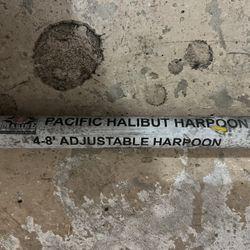 PACIFIC HALIBUT HARPOON
4-8' ADJUSTABLE HARPOON